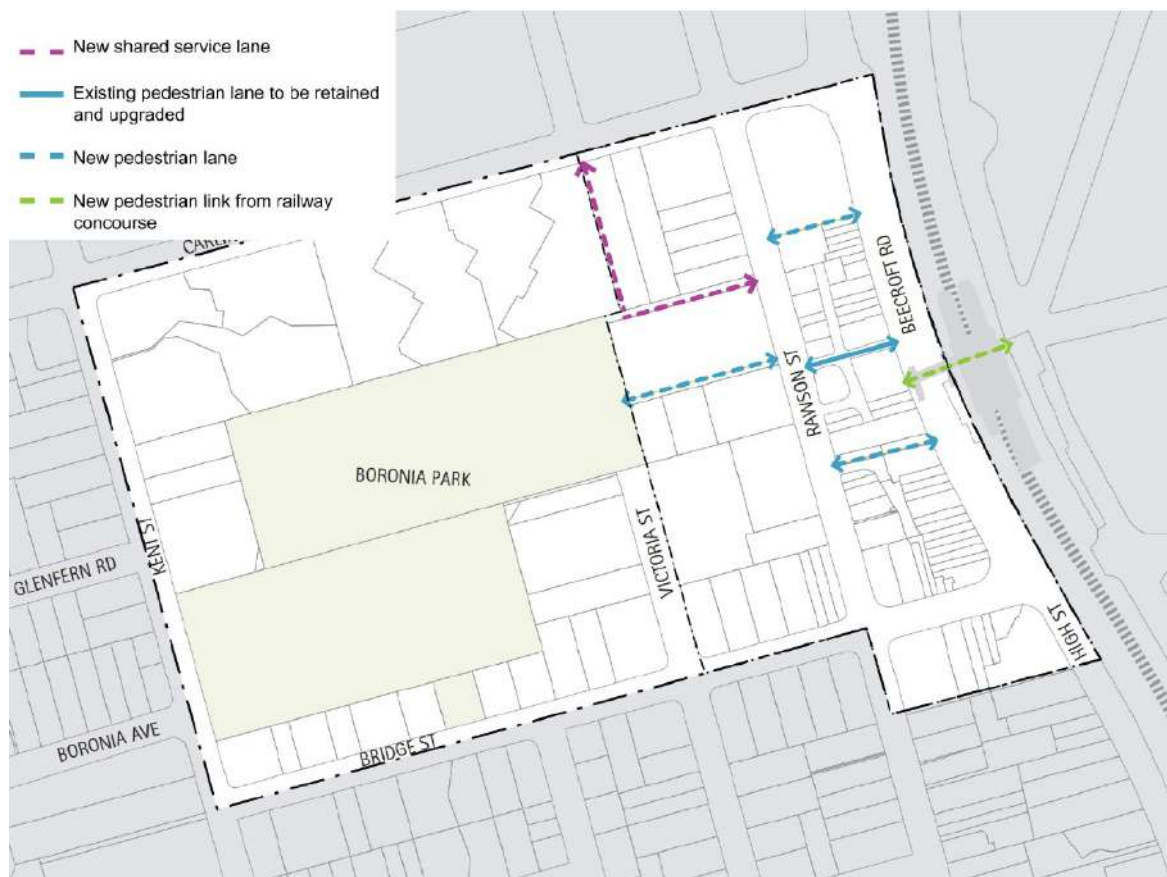 New shared service lane
Existing pedestrian lane to be retained
and upgraded
New pedestrian lane
New pedestrian link from railway
concourse
BEECROFT RD
RAWSON ST
BORONIA PARK
KENT ST
GLENFERN RD
VICTORIA ST
HIGH ST
BORONIA AVE
BRIDGE ST